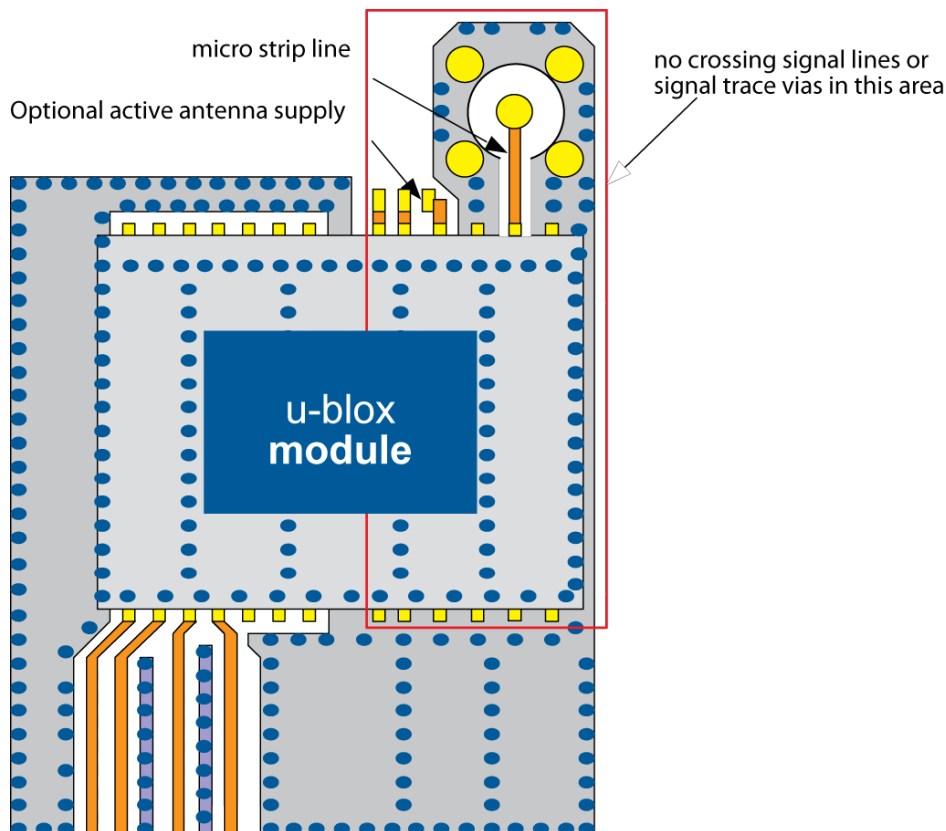 micro strip line
Optional active antenna supply
no crossing signal lines or
signal trace vias in this area
u-blox
module